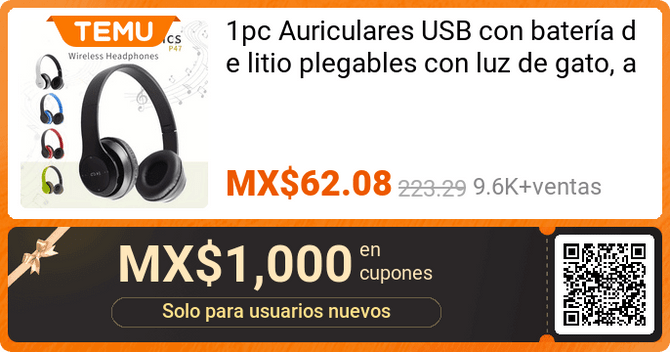 TEMU
ICS
P47
Wireless Headphones
1pc Auriculares USB con batería d
e litio plegables con luz de gato, a
MX$62.08 223.29 9.6K+ventas
MX$1,000 en
cupones
Solo para usuarios nuevos